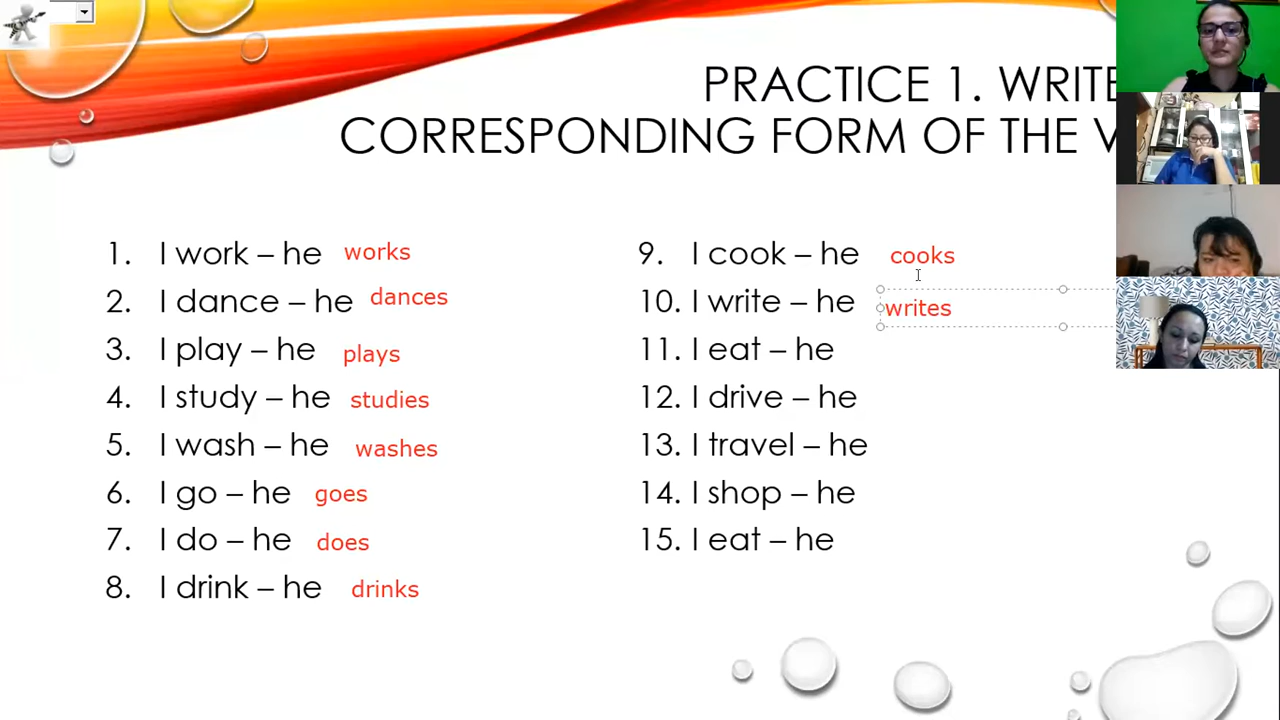 PRACTICE 1. WRITE
CORRESPONDING FORM OF THE
1. I work – he works
2. I dance – he dances
3. I play – he plays
4. I study – he studies
5. I wash – he washes
6. I go – he goes
7. I do – he does
8. I drink – he drinks
9. I cook – he cooks
10. I write – he writes
11. I eat – he
12. I drive – he
13. I travel – he
14. I shop – he
15. I eat – he